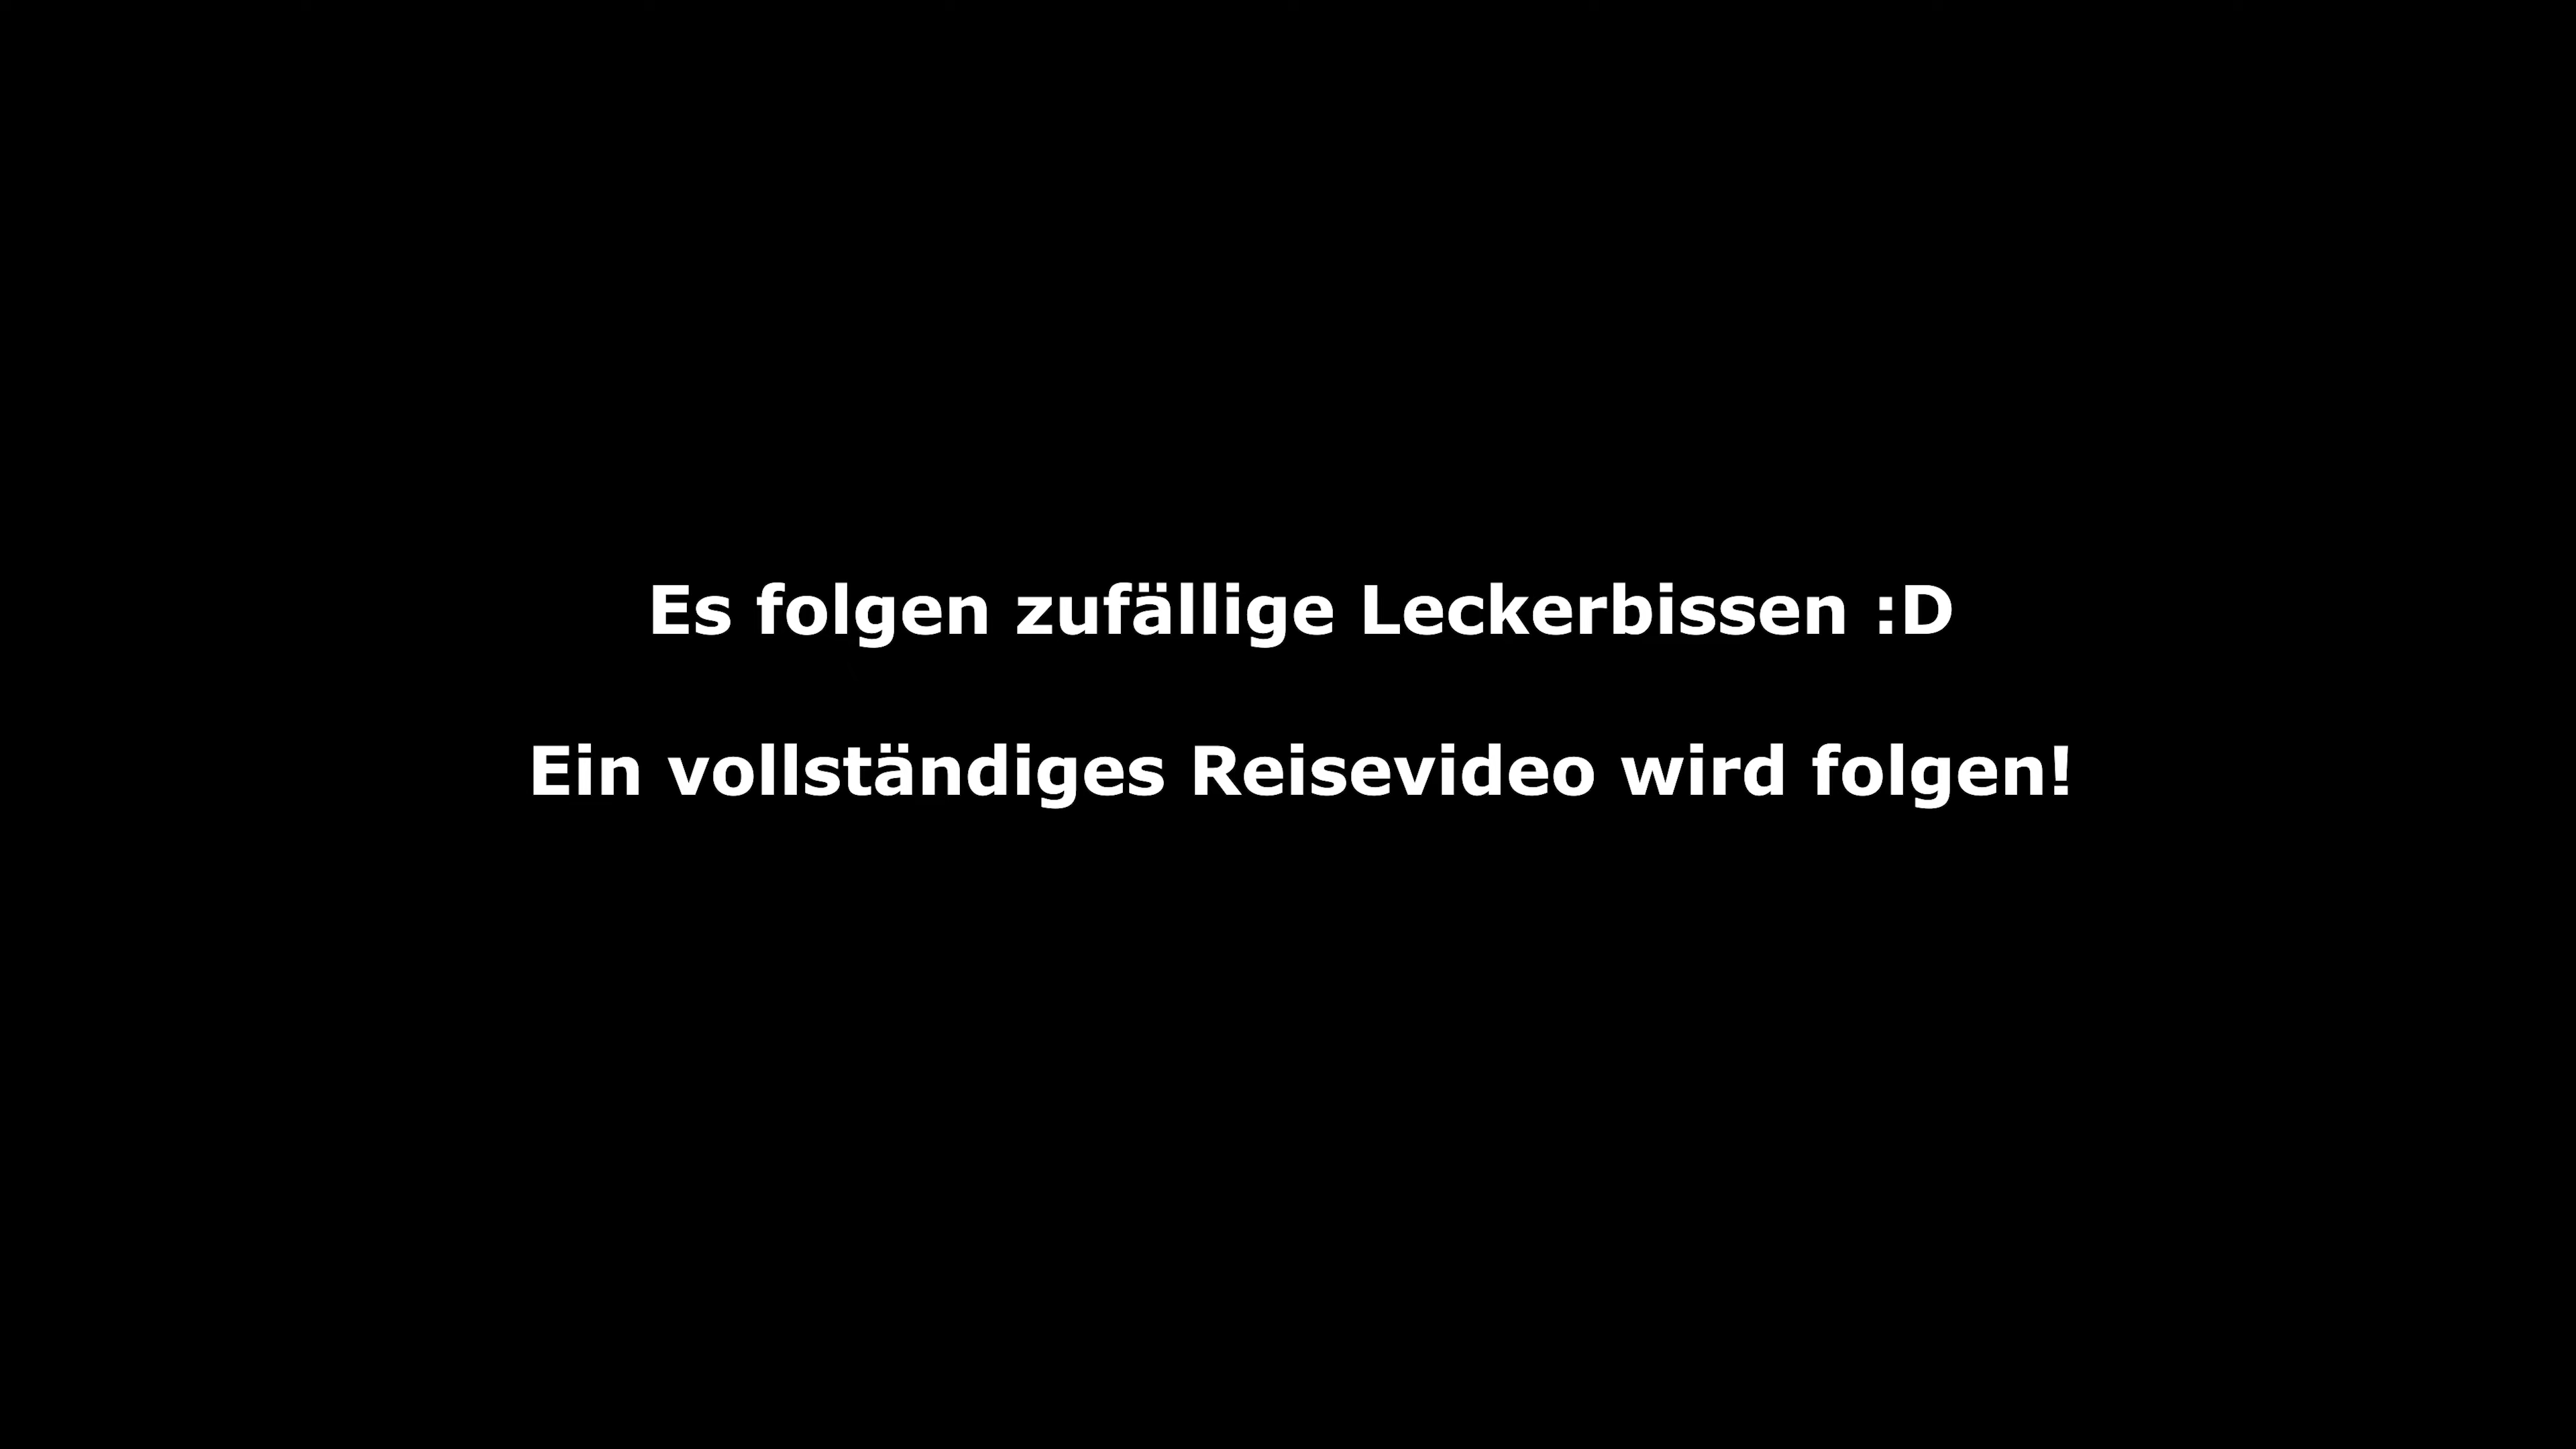 Es folgen zufällige Leckerbissen :D
Ein vollständiges Reisevideo wird folgen!